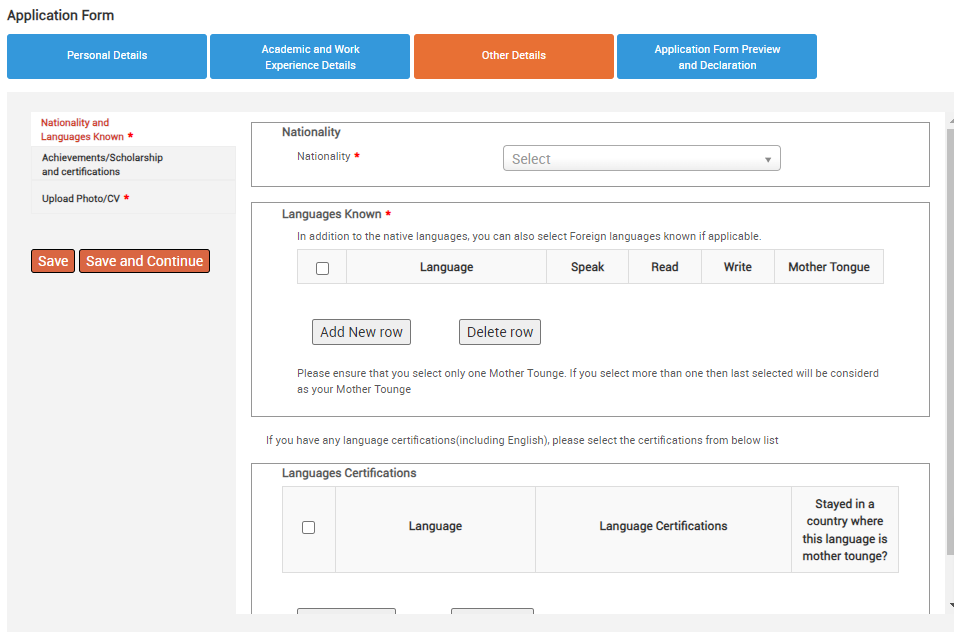 Application Form
Personal Details
Academic and Work
Experience Details
Other Details
Application Form Preview
and Declaration
Nationality and
Languages Known *
Achievements/Scholarship
and certifications
Upload Photo/CV *
Save
Save and Continue
Nationality
Nationality *
Select
Languages Known *
In addition to the native languages, you can also select Foreign languages known if applicable.
Language
Speak
Read
Write
Mother Tongue
Add New row
Delete row
Please ensure that you select only one Mother Tounge. If you select more than one then last selected will be considerd
as your Mother Tounge
If you have any language certifications(including English), please select the certifications from below list
Languages Certifications
Language
Language Certifications
Stayed in a
country where
this language is
mother tounge?